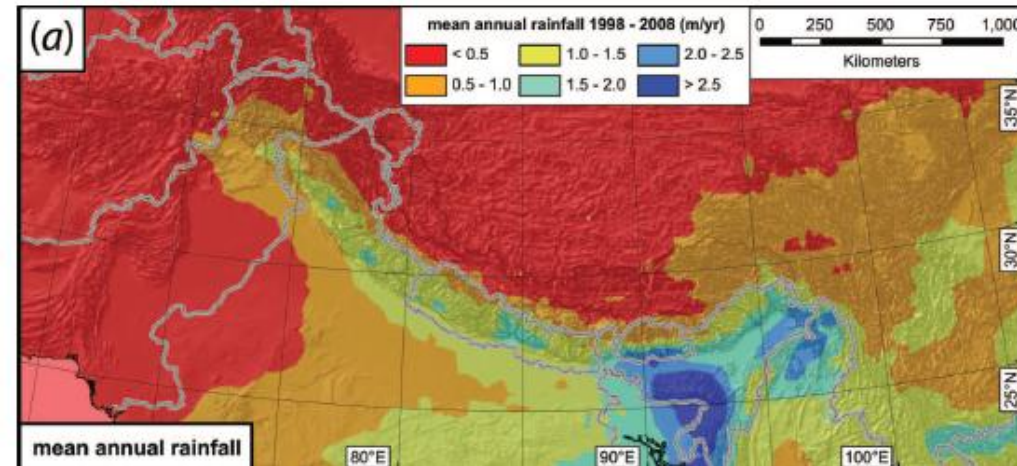 (a)
mean annual rainfall 1998 - 2008 (m/yr)
< 0.5 1.0 - 1.5 2.0 - 2.5
0.5 - 1.0 1.5 - 2.0 > 2.5
0 250 500 750 1,000
Kilometers
35°N
30°N
25°N
mean annual rainfall
80°E 90°E 100°E